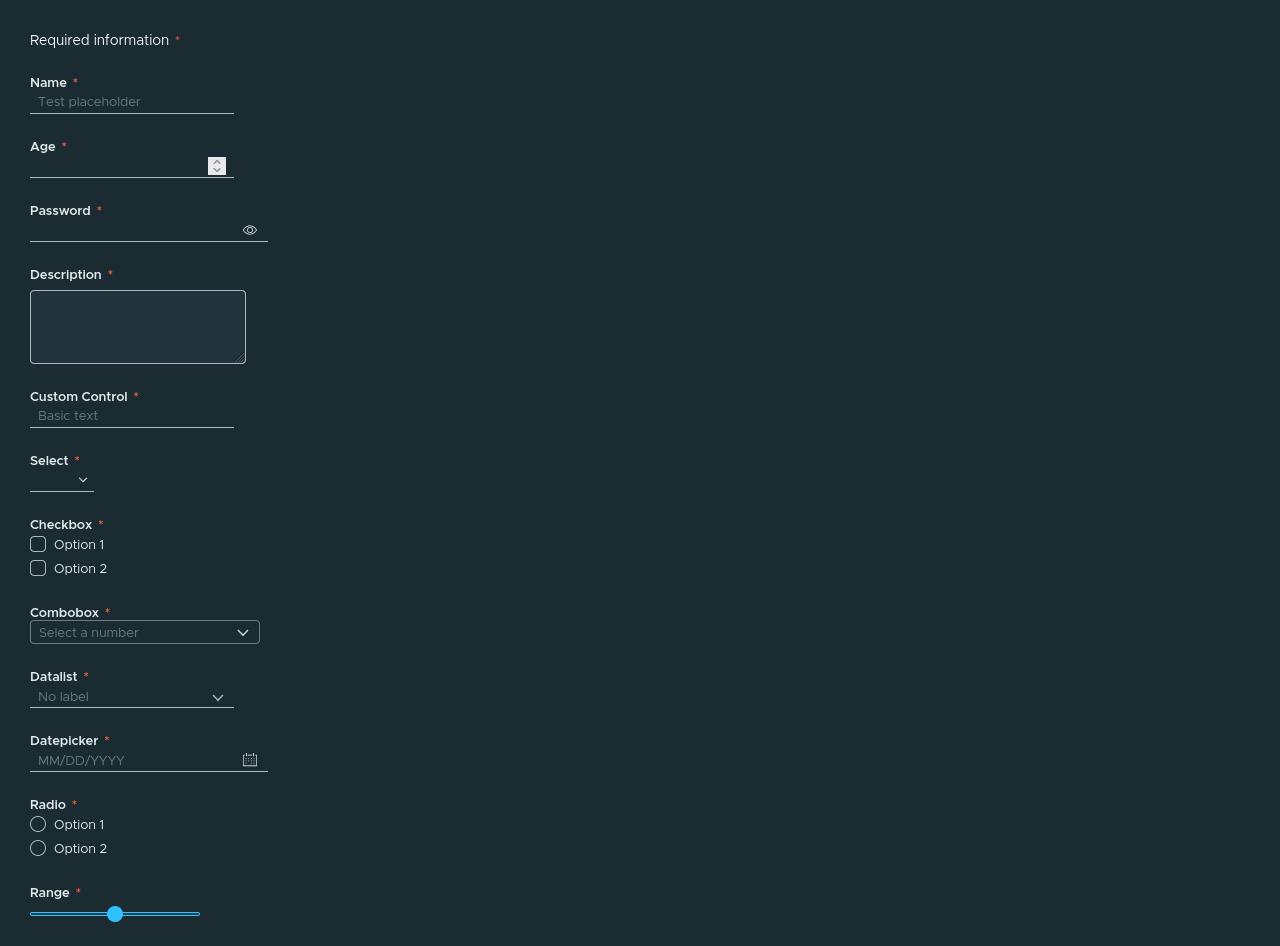 Required information *
Name *
Test placeholder
Age *
Password *
Description *
Custom Control *
Basic text
Select *
Checkbox *
Option 1
Option 2
Combobox *
Select a number
Datalist *
No label
Datepicker *
MM/DD/YYYY
Radio *
Option 1
Option 2
Range *